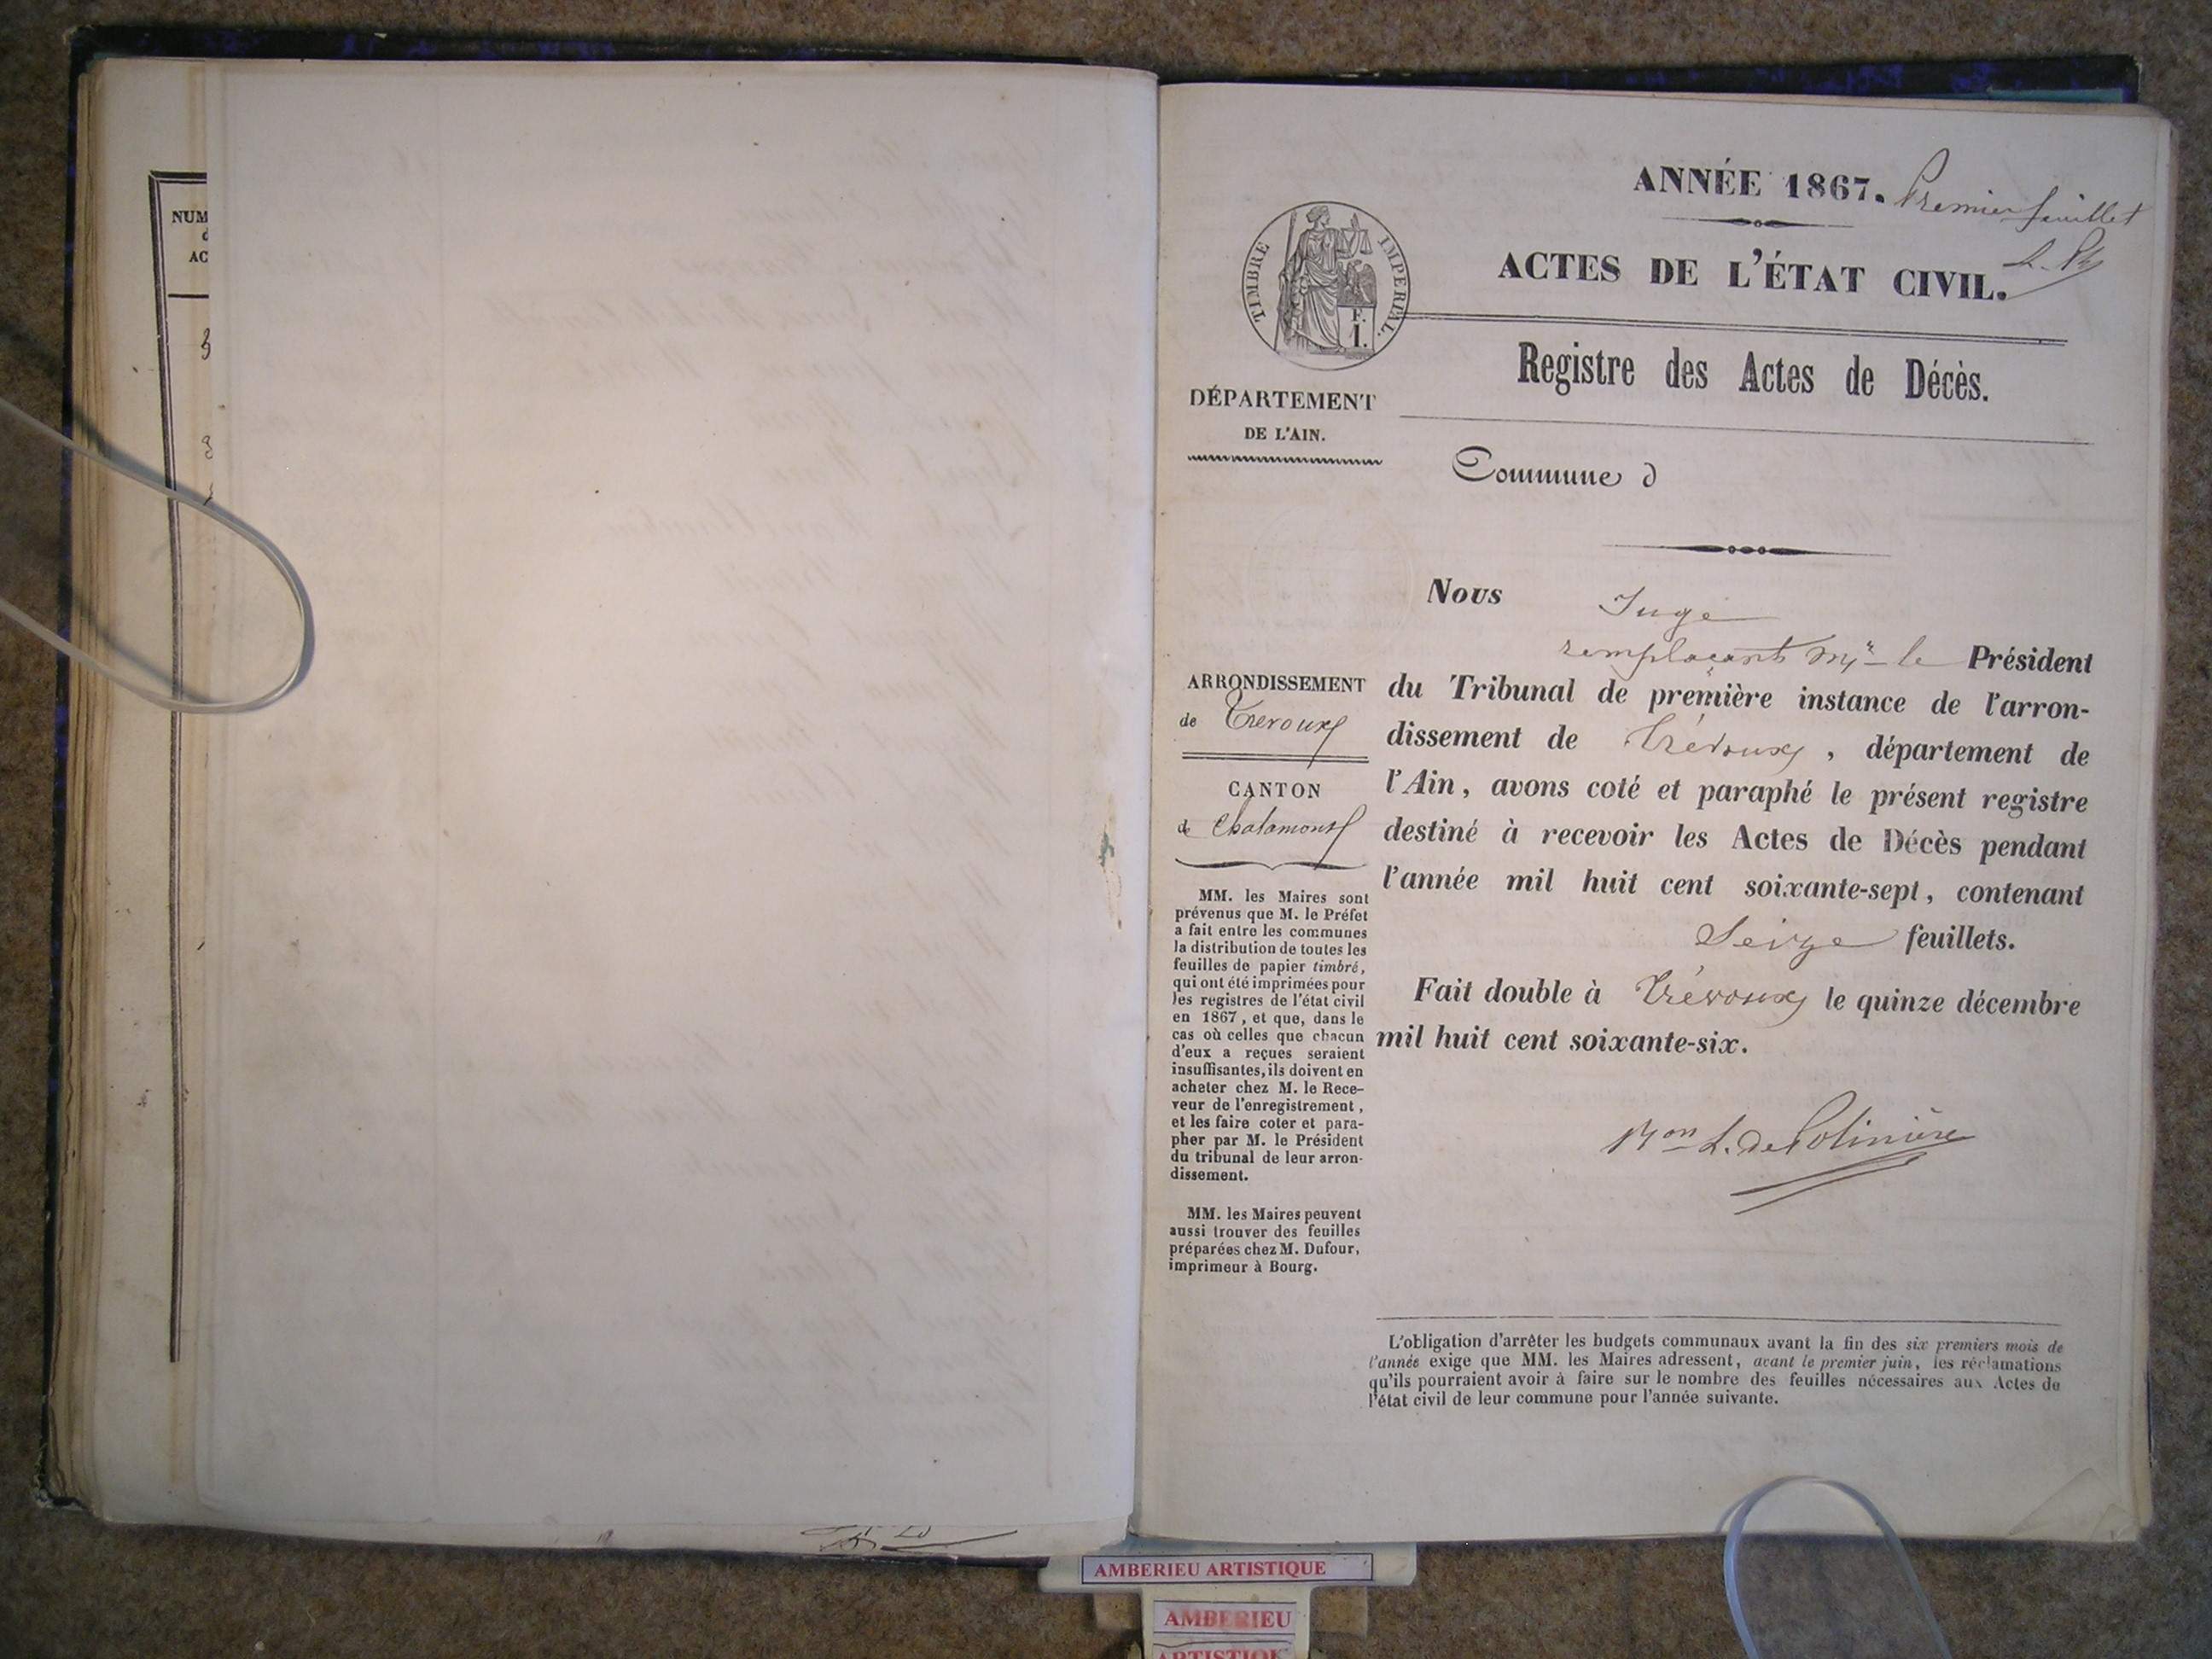 NUM
AC
ANNÉE 1867. Premier feuillet
ACTES DE L'ÉTAT CIVIL.
TIMBRE IMPERIAL.
F.
1.
Registre des Actes de Décès.
DÉPARTEMENT
DE L'AIN.
Commune d
Nous Juge
remplaçant Mr le Président
du Tribunal de première instance de l'arron-
dissement de Trévoux, département de
l'Ain, avons coté et paraphé le présent registre
destiné à recevoir les Actes de Décès pendant
l'année mil huit cent soixante-sept, contenant
Seize feuillets.
Fait double à Trévoux le quinze décembre
mil huit cent soixante-six.
Bon L. de Polinière
ARRONDISSEMENT
de Trevoux
CANTON
de Chalamont
MM. les Maires sont
prévenus que M. le Préfet
a fait entre les communes
la distribution de toutes les
feuilles de papier timbré,
qui ont été imprimées pour
les registres de l'état civil
en 1867, et que, dans le
cas où celles que chacun
d'eux a reçues seraient
insuffisantes, ils doivent en
acheter chez M. le Rece-
veur de l'enregistrement,
et les faire coter et para-
pher par M. le Président
du tribunal de leur arron-
dissement.
MM. les Maires peuvent
aussi trouver des feuilles
préparées chez M. Dufour,
imprimeur à Bourg.
L'obligation d'arrêter les budgets communaux avant la fin des six premiers mois de
l'année exige que MM. les Maires adressent, avant le premier juin, les réclamations
qu'ils pourraient avoir à faire sur le nombre des feuilles nécessaires aux Actes de
l'état civil de leur commune pour l'année suivante.
AMBERIEU ARTISTIQUE
AMBERIEU
ARTISTIQUE